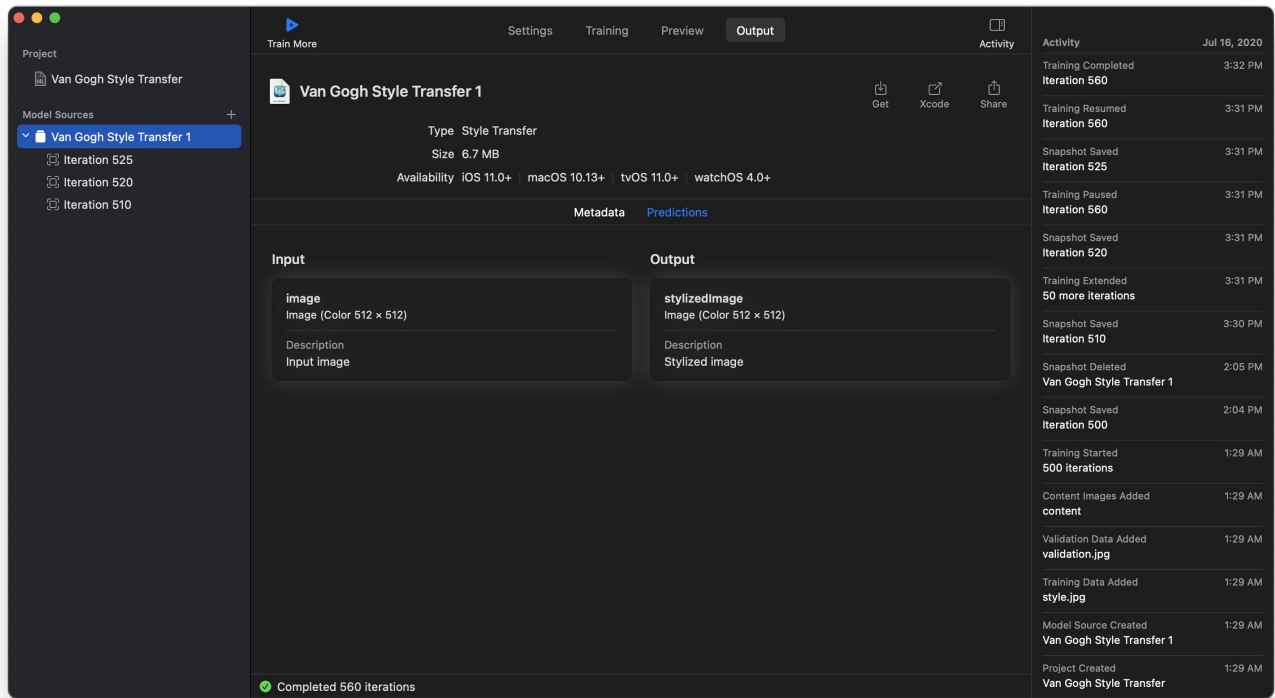 Project
Van Gogh Style Transfer
Model Sources
Van Gogh Style Transfer 1
Iteration 525
Iteration 520
Iteration 510
Train More
Settings
Training
Preview
Output
Activity
Van Gogh Style Transfer 1
Get
Xcode
Share
Type Style Transfer
Size 6.7 MB
Availability iOS 11.0+ macOS 10.13+ tvOS 11.0+ watchOS 4.0+
Metadata Predictions
Input
image
Image (Color 512 × 512)
Description
Input image
Output
stylizedImage
Image (Color 512 × 512)
Description
Stylized image
Completed 560 iterations
Activity Jul 16, 2020
Training Completed 3:32 PM
Iteration 560
Training Resumed 3:31 PM
Iteration 560
Snapshot Saved 3:31 PM
Iteration 525
Training Paused 3:31 PM
Iteration 560
Snapshot Saved 3:31 PM
Iteration 520
Training Extended 3:31 PM
50 more iterations
Snapshot Saved 3:30 PM
Iteration 510
Snapshot Deleted 2:05 PM
Van Gogh Style Transfer 1
Snapshot Saved 2:04 PM
Iteration 500
Training Started 1:29 AM
500 iterations
Content Images Added 1:29 AM
content
Validation Data Added 1:29 AM
validation.jpg
Training Data Added 1:29 AM
style.jpg
Model Source Created 1:29 AM
Van Gogh Style Transfer 1
Project Created 1:29 AM
Van Gogh Style Transfer